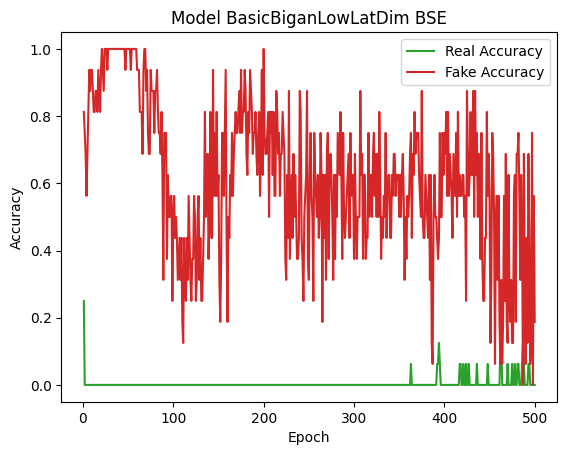 Model BasicBiganLowLatDim BSE
Real Accuracy
Fake Accuracy
1.0
0.8
0.6
0.4
0.2
0.0
Accuracy
0
100
200
300
400
500
Epoch